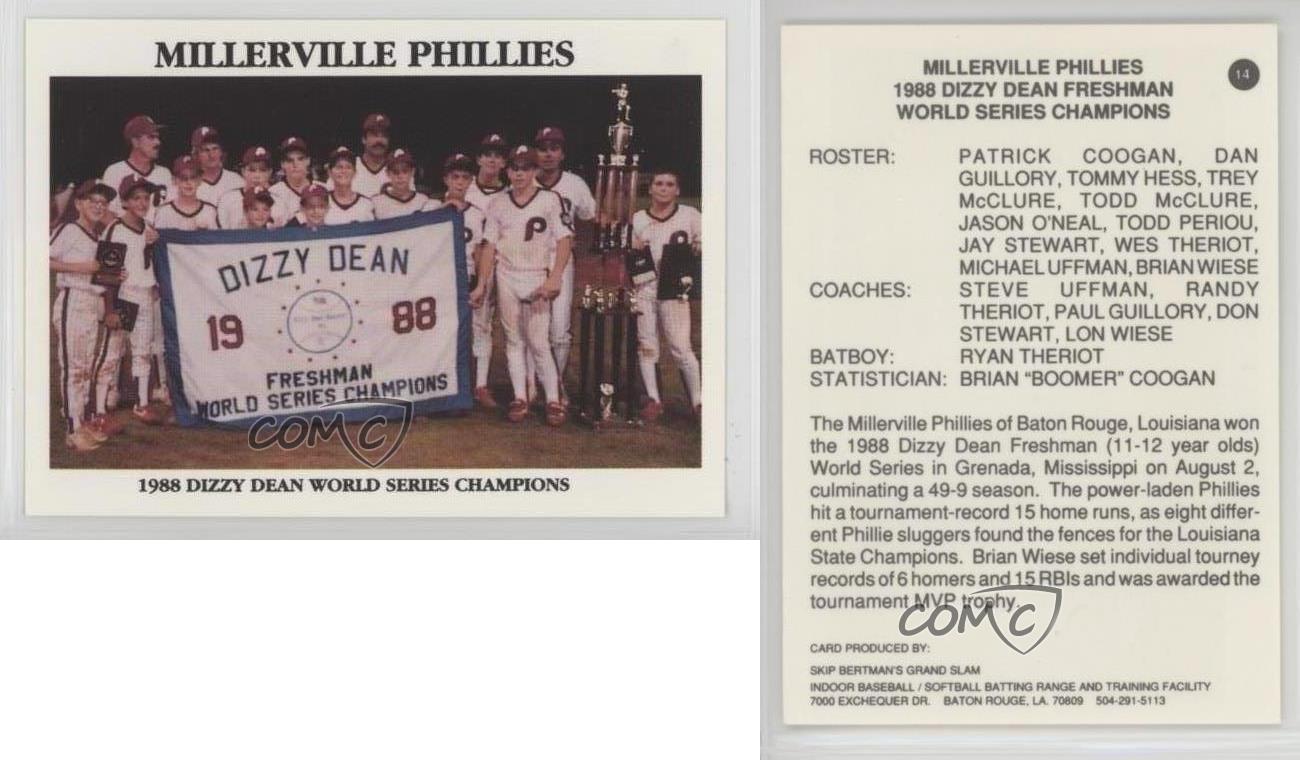 MILLERVILLE PHILLIES
P
DIZZY DEAN
19 88
FRESHMAN
WORLD SERIES CHAMPIONS
COMC
1988 DIZZY DEAN WORLD SERIES CHAMPIONS
MILLERVILLE PHILLIES
14
1988 DIZZY DEAN FRESHMAN
WORLD SERIES CHAMPIONS
ROSTER: PATRICK COOGAN, DAN
GUILLORY, TOMMY HESS, TREY
McCLURE, TODD McCLURE,
JASON O'NEAL, TODD PERIOU,
JAY STEWART, WES THERIOT,
MICHAEL UFFMAN, BRIAN WIESE
COACHES: STEVE UFFMAN, RANDY
THERIOT, PAUL GUILLORY, DON
STEWART, LON WIESE
BATBOY: RYAN THERIOT
STATISTICIAN: BRIAN "BOOMER" COOGAN
The Millerville Phillies of Baton Rouge, Louisiana won
the 1988 Dizzy Dean Freshman (11-12 year olds)
World Series in Grenada, Mississippi on August 2,
culminating a 49-9 season. The power-laden Phillies
hit a tournament-record 15 home runs, as eight differ-
ent Phillie sluggers found the fences for the Louisiana
State Champions. Brian Wiese set individual tourney
records of 6 homers and 15 RBIs and was awarded the
tournament MVP trophy.
COMC
CARD PRODUCED BY:
SKIP BERTMAN'S GRAND SLAM
INDOOR BASEBALL / SOFTBALL BATTING RANGE AND TRAINING FACILITY
7000 EXCHEQUER DR. BATON ROUGE, LA. 70809 504-291-5113